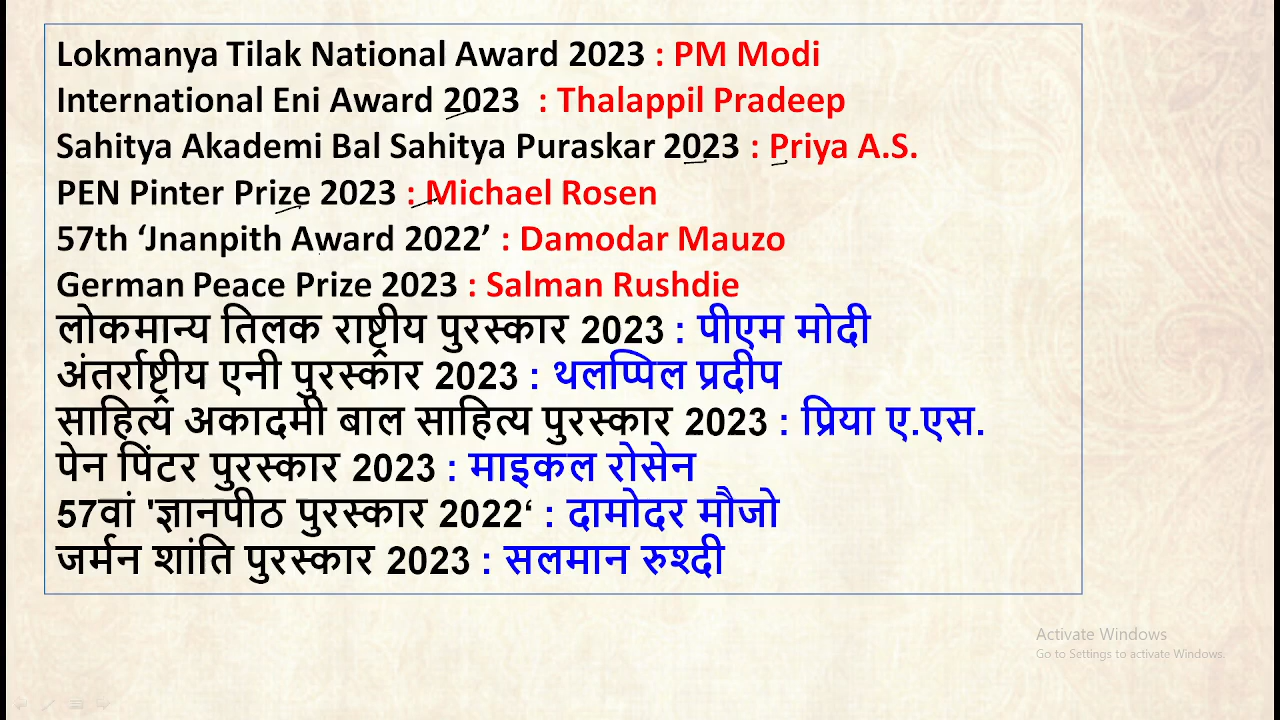 Lokmanya Tilak National Award 2023 : PM Modi
International Eni Award 2023 : Thalappil Pradeep
Sahitya Akademi Bal Sahitya Puraskar 2023 : Priya A.S.
PEN Pinter Prize 2023 : Michael Rosen
57th ‘Jnanpith Award 2022’ : Damodar Mauzo
German Peace Prize 2023 : Salman Rushdie
लोकमान्य तिलक राष्ट्रीय पुरस्कार 2023 : पीएम मोदी
अंतर्राष्ट्रीय एनी पुरस्कार 2023 : थलप्पिल प्रदीप
साहित्य अकादमी बाल साहित्य पुरस्कार 2023 : प्रिया ए.एस.
पेन पिंटर पुरस्कार 2023 : माइकल रोसेन
57वां 'ज्ञानपीठ पुरस्कार 2022‘ : दामोदर मौजो
जर्मन शांति पुरस्कार 2023 : सलमान रुश्दी
Activate Windows
Go to Settings to activate Windows.